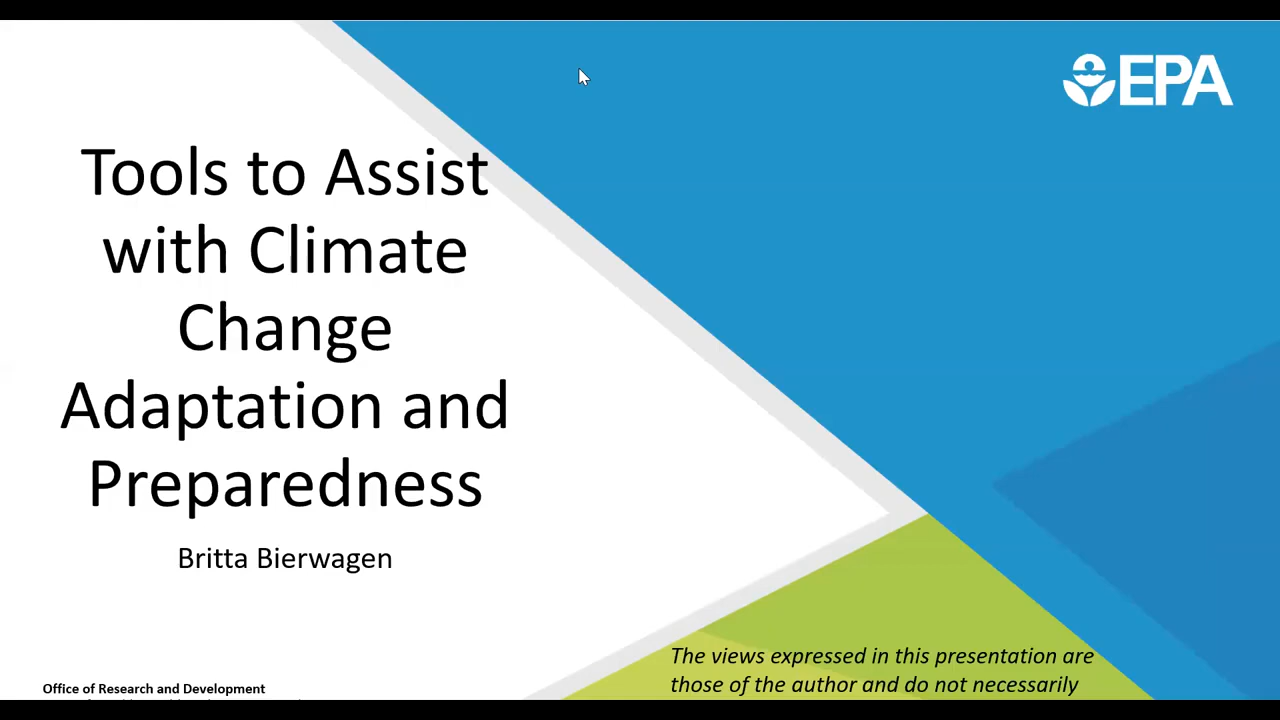 EPA
Tools to Assist
with Climate
Change
Adaptation and
Preparedness
Britta Bierwagen
Office of Research and Development
The views expressed in this presentation are
those of the author and do not necessarily